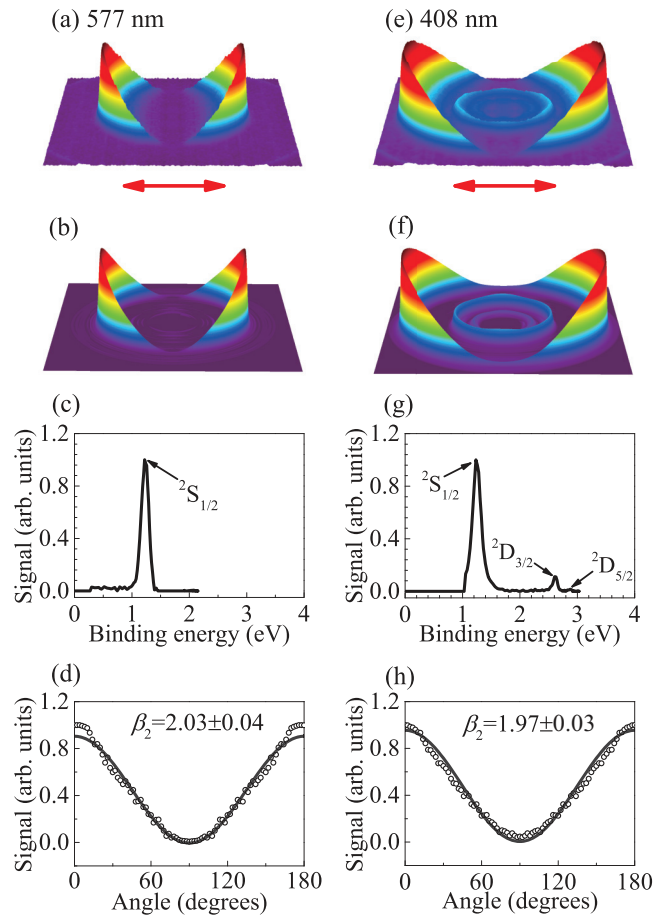 (a) 577 nm
(e) 408 nm
(b)
(f)
(c)
(g)
1.2
0.8
0.4
0.0
Signal (arb. units)
²S₁/₂
0 1 2 3 4
Binding energy (eV)
1.2
0.8
0.4
0.0
Signal (arb. units)
²S₁/₂
²D₃/₂
²D₅/₂
0 1 2 3 4
Binding energy (eV)
(d)
(h)
1.2
0.8
0.4
0.0
Signal (arb. units)
β₂=2.03±0.04
0 60 120 180
Angle (degrees)
1.2
0.8
0.4
0.0
Signal (arb. units)
β₂=1.97±0.03
0 60 120 180
Angle (degrees)